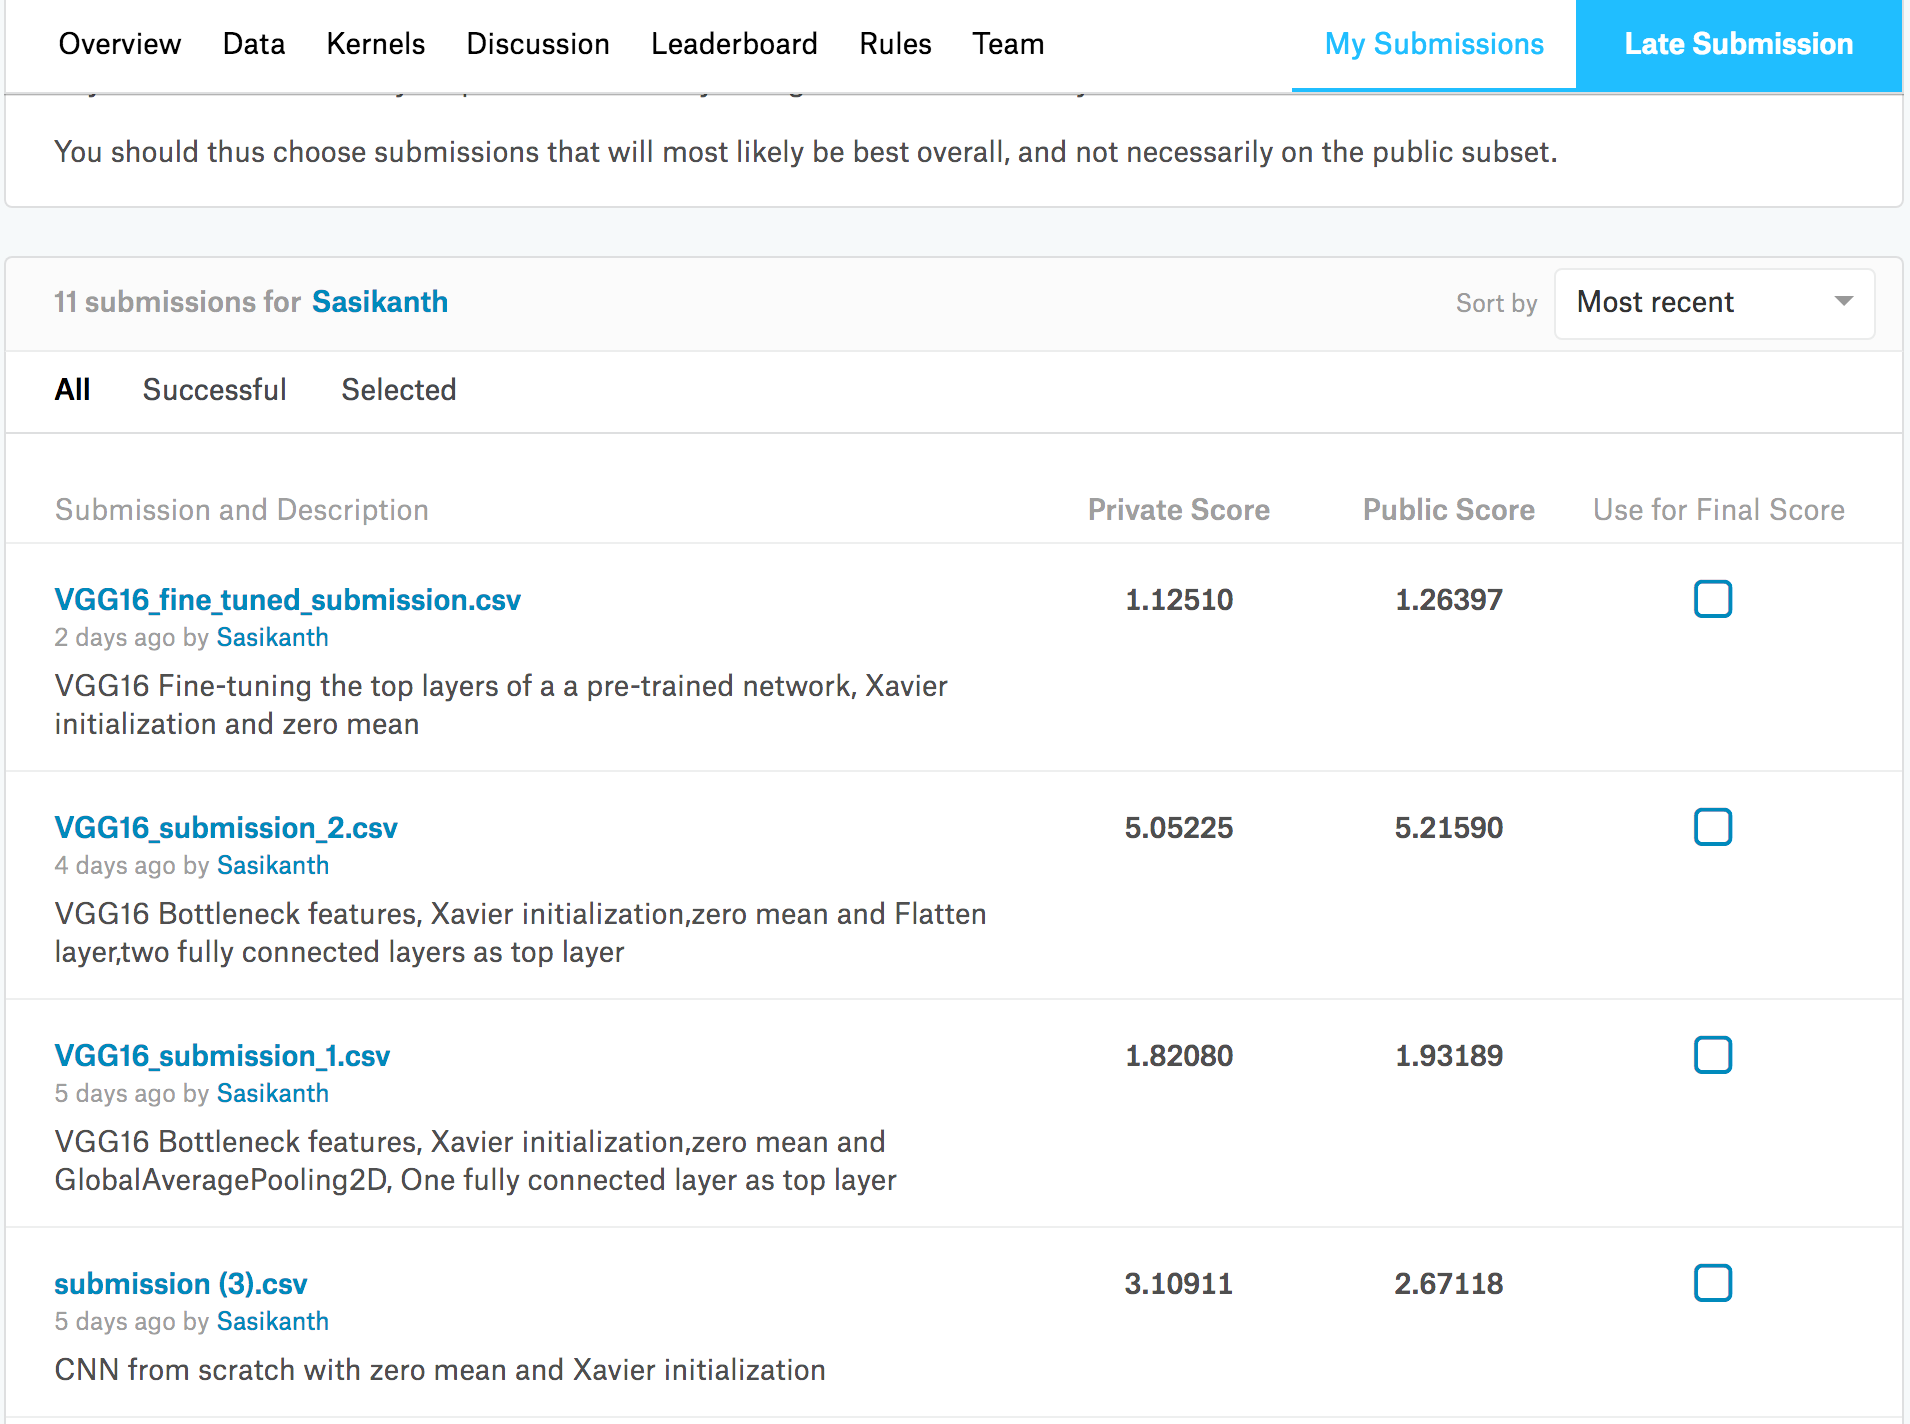 Overview Data Kernels Discussion Leaderboard Rules Team My Submissions Late Submission
You should thus choose submissions that will most likely be best overall, and not necessarily on the public subset.
11 submissions for Sasikanth Sort by Most recent
All Successful Selected
Submission and Description Private Score Public Score Use for Final Score
VGG16_fine_tuned_submission.csv 1.12510 1.26397
2 days ago by Sasikanth
VGG16 Fine-tuning the top layers of a a pre-trained network, Xavier
initialization and zero mean
VGG16_submission_2.csv 5.05225 5.21590
4 days ago by Sasikanth
VGG16 Bottleneck features, Xavier initialization,zero mean and Flatten
layer,two fully connected layers as top layer
VGG16_submission_1.csv 1.82080 1.93189
5 days ago by Sasikanth
VGG16 Bottleneck features, Xavier initialization,zero mean and
GlobalAveragePooling2D, One fully connected layer as top layer
submission (3).csv 3.10911 2.67118
5 days ago by Sasikanth
CNN from scratch with zero mean and Xavier initialization